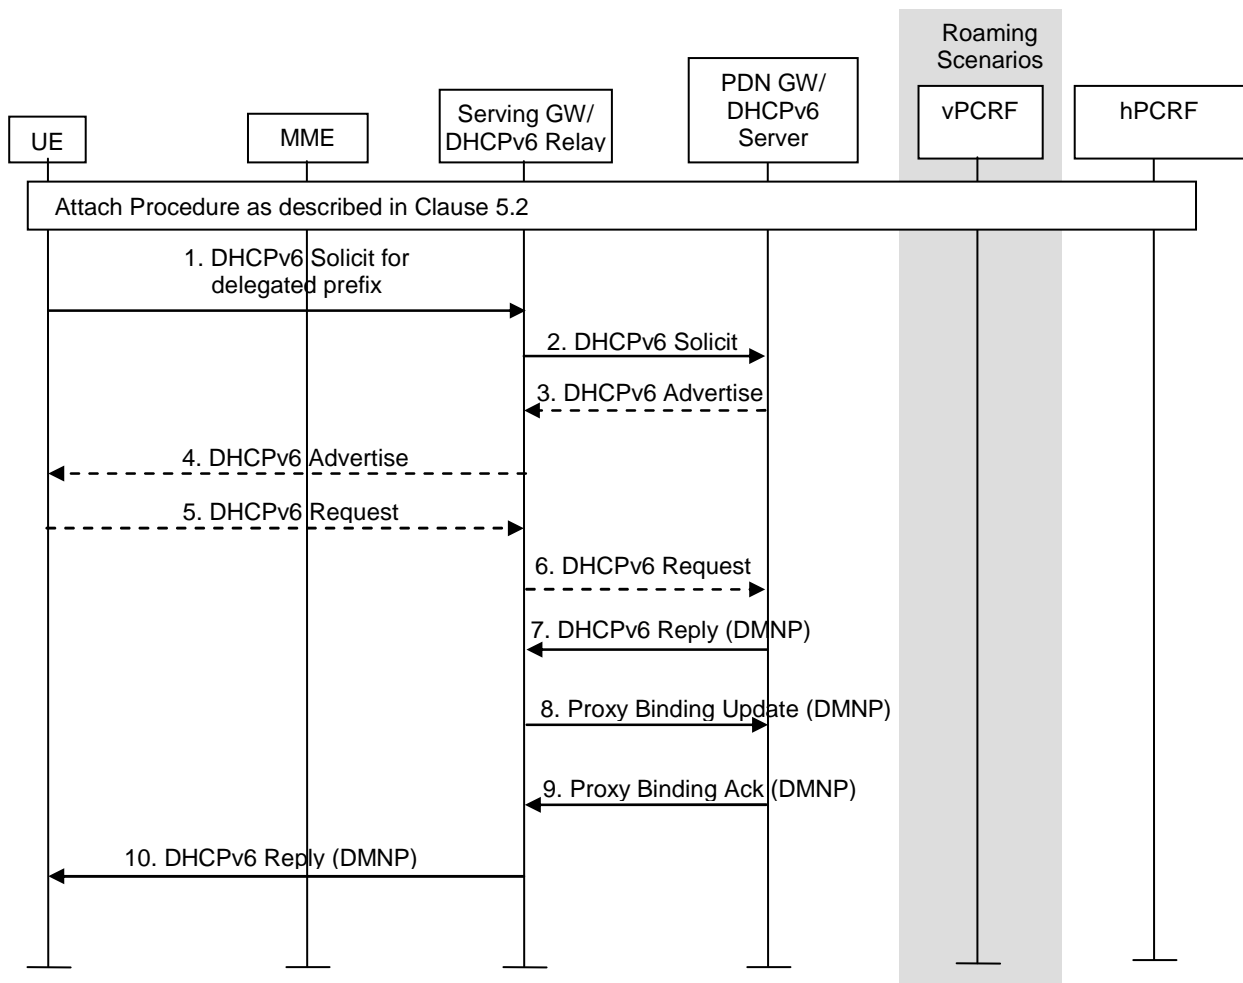 Roaming
Scenarios
UE
MME
Serving GW/
DHCPv6 Relay
PDN GW/
DHCPv6
Server
vPCRF
hPCRF
Attach Procedure as described in Clause 5.2
1. DHCPv6 Solicit for
delegated prefix
2. DHCPv6 Solicit
3. DHCPv6 Advertise
4. DHCPv6 Advertise
5. DHCPv6 Request
6. DHCPv6 Request
7. DHCPv6 Reply (DMNP)
8. Proxy Binding Update (DMNP)
9. Proxy Binding Ack (DMNP)
10. DHCPv6 Reply (DMNP)